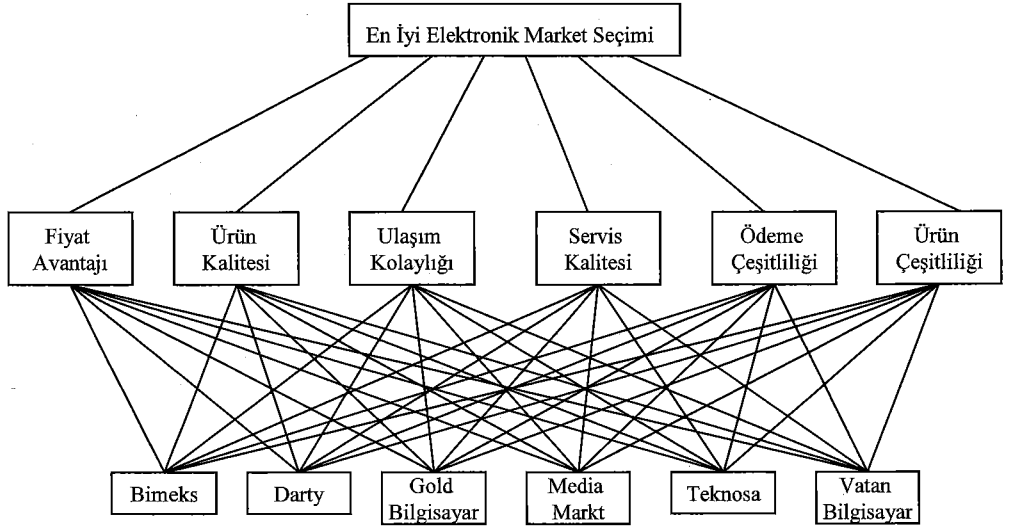 En İyi Elektronik Market Seçimi
Fiyat
Avantajı
Ürün
Kalitesi
Ulaşım
Kolaylığı
Servis
Kalitesi
Ödeme
Çeşitliliği
Ürün
Çeşitliliği
Bimeks
Darty
Gold
Bilgisayar
Media
Markt
Teknosa
Vatan
Bilgisayar